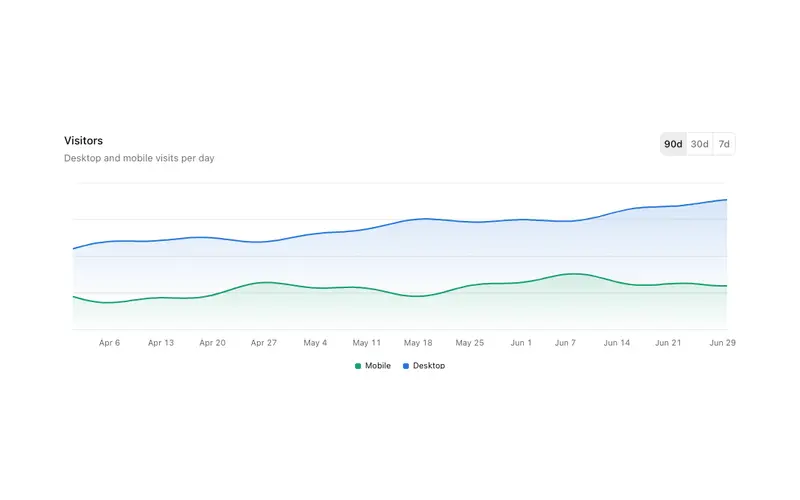 Visitors
Desktop and mobile visits per day
90d 30d 7d
Apr 6 Apr 13 Apr 20 Apr 27 May 4 May 11 May 18 May 25 Jun 1 Jun 7 Jun 14 Jun 21 Jun 29
Mobile Desktop